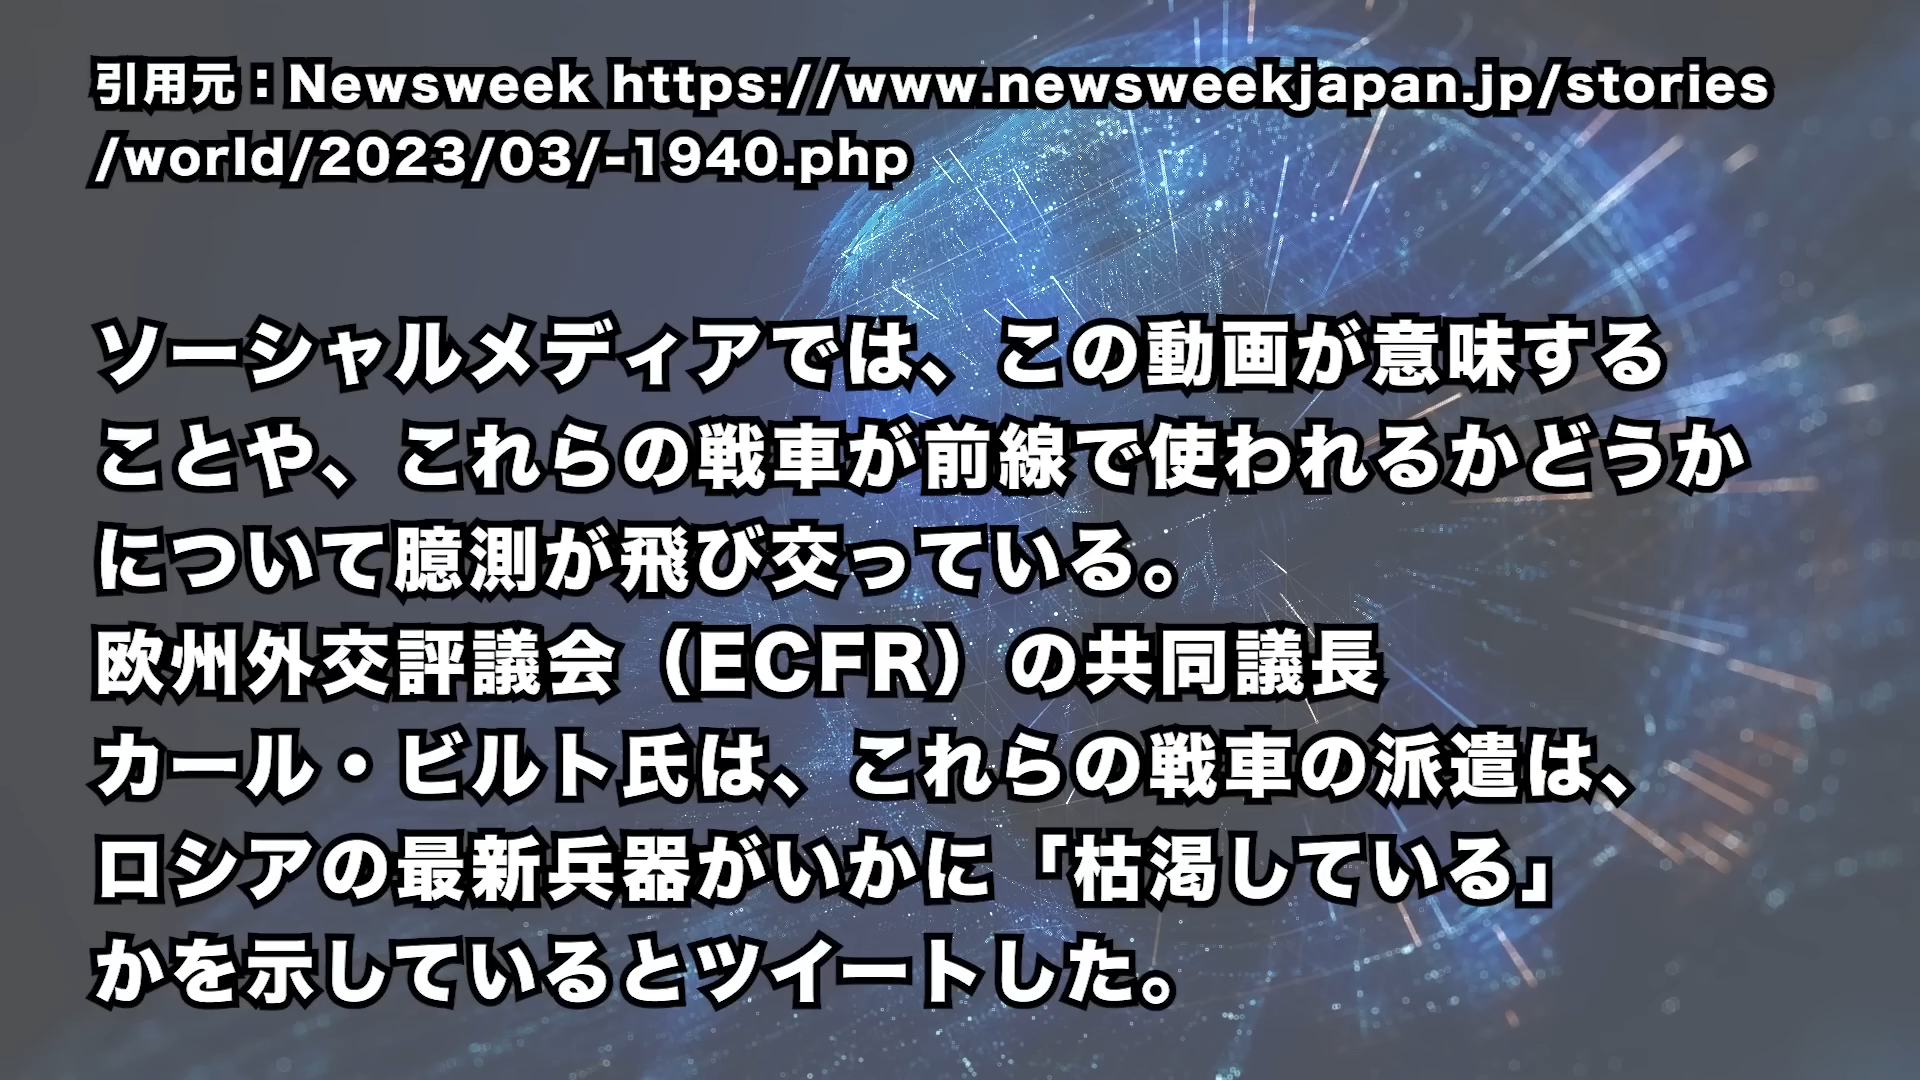 引用元：Newsweek https://www.newsweekjapan.jp/stories
/world/2023/03/-1940.php
ソーシャルメディアでは、この動画が意味する
ことや、これらの戦車が前線で使われるかどうか
について臆測が飛び交っている。
欧州外交評議会（ECFR）の共同議長
カール・ビルト氏は、これらの戦車の派遣は、
ロシアの最新兵器がいかに「枯渇している」
かを示しているとツイートした。